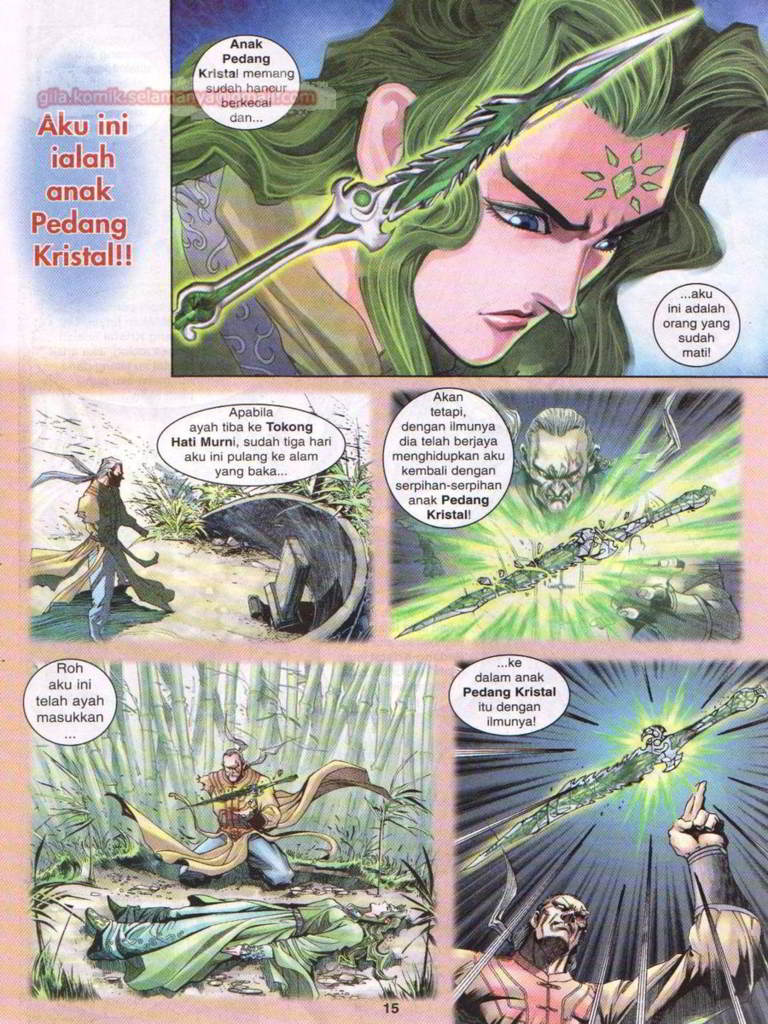 Anak
Pedang
Kristal memang
sudah hancur
berkecai
dan...
gila.komik.selamanya@gmail.com
Aku ini
ialah
anak
Pedang
Kristal!!
...aku
ini adalah
orang yang
sudah
mati!
Apabila
ayah tiba ke Tokong
Hati Murni, sudah tiga hari
aku ini pulang ke alam
yang baka...
Akan
tetapi,
dengan ilmunya
dia telah berjaya
menghidupkan aku
kembali dengan
serpihan-serpihan
anak Pedang
Kristal!
Roh
aku ini
telah ayah
masukkan
...
...ke
dalam anak
Pedang Kristal
itu dengan
ilmunya!
15